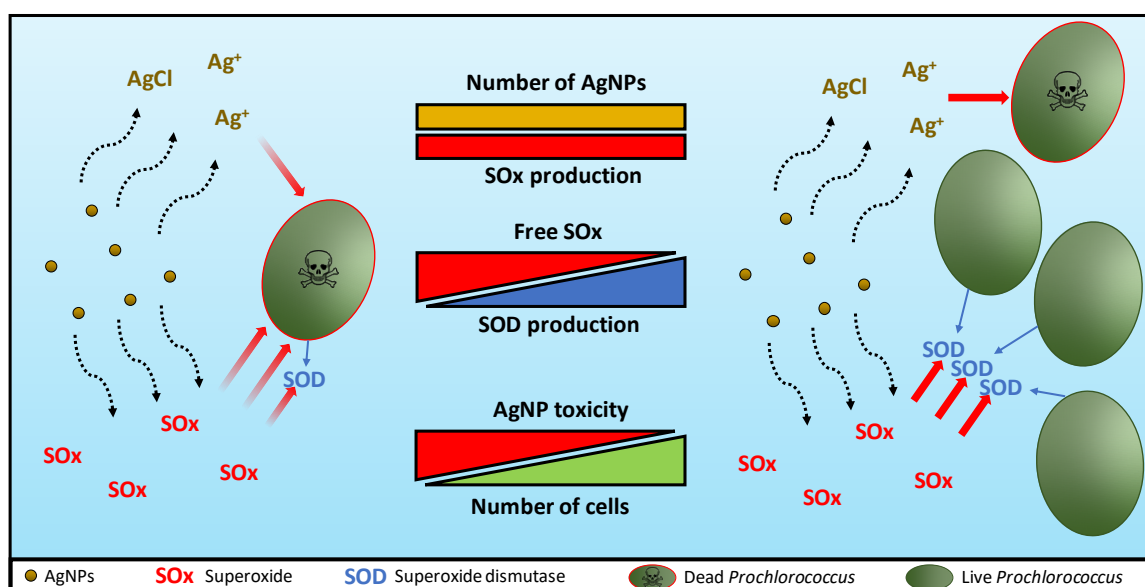 AgCl
Ag⁺
Ag⁺
SOD
SOx
SOx
SOx
SOx
Number of AgNPs
SOx production
Free SOx
SOD production
AgNP toxicity
Number of cells
AgCl
Ag⁺
Ag⁺
SOD
SOD
SOD
SOx
SOx
SOx
SOx
AgNPs SOx Superoxide SOD Superoxide dismutase Dead Prochlorococcus Live Prochlorococcus